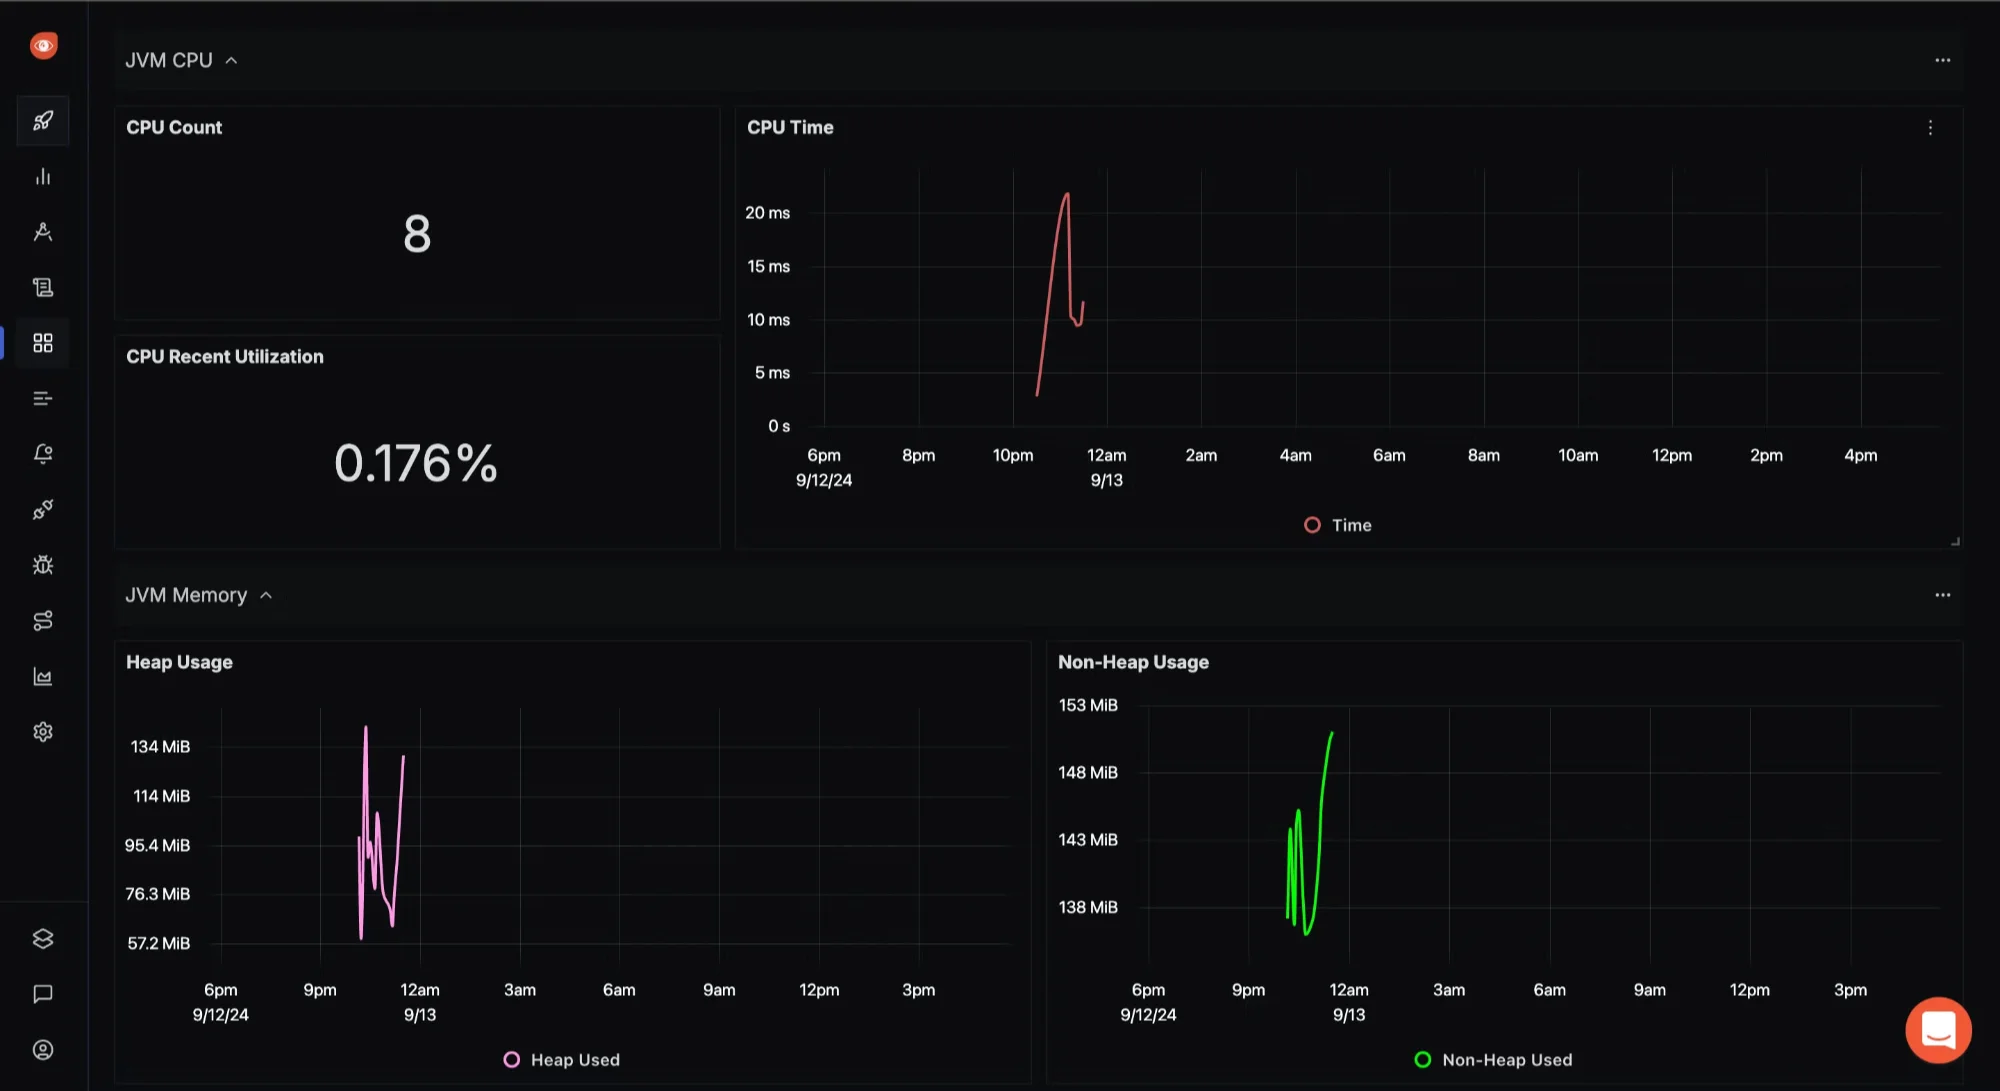 JVM CPU
CPU Count
8
CPU Recent Utilization
0.176%
CPU Time
20 ms
15 ms
10 ms
5 ms
0 s
6pm 8pm 10pm 12am 2am 4am 6am 8am 10am 12pm 2pm 4pm
9/12/24 9/13
Time
JVM Memory
Heap Usage
134 MiB
114 MiB
95.4 MiB
76.3 MiB
57.2 MiB
6pm 9pm 12am 3am 6am 9am 12pm 3pm
9/12/24 9/13
Heap Used
Non-Heap Usage
153 MiB
148 MiB
143 MiB
138 MiB
6pm 9pm 12am 3am 6am 9am 12pm 3pm
9/12/24 9/13
Non-Heap Used